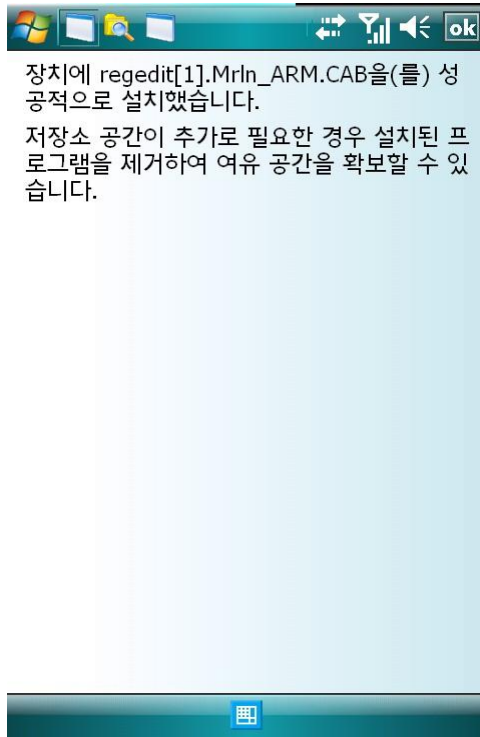 ok
장치에 regedit[1].Mrln_ARM.CAB을(를) 성
공적으로 설치했습니다.
저장소 공간이 추가로 필요한 경우 설치된 프
로그램을 제거하여 여유 공간을 확보할 수 있
습니다.